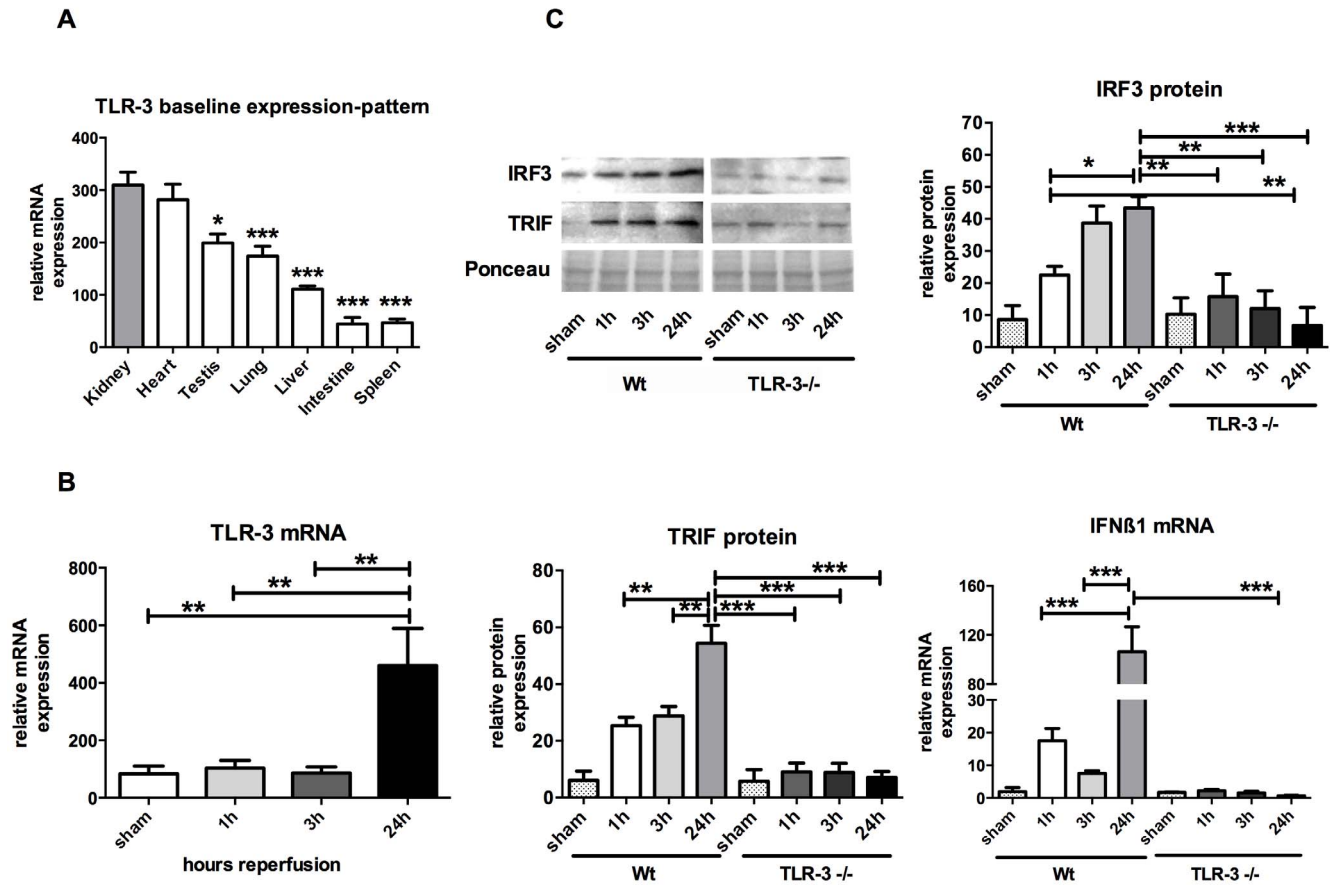 A
TLR-3 baseline expression-pattern
relative mRNA
expression
400
300
200
100
0
*
***
***
***
***
Kidney
Heart
Testis
Lung
Liver
Intestine
Spleen
B
TLR-3 mRNA
relative mRNA
expression
800
600
400
200
0
**
**
**
sham
1h
3h
24h
hours reperfusion
C
IRF3
TRIF
Ponceau
sham
1h
3h
24h
sham
1h
3h
24h
Wt
TLR-3-/-
IRF3 protein
relative protein
expression
70
60
50
40
30
20
10
0
***
**
*
**
**
sham
1h
3h
24h
sham
1h
3h
24h
Wt
TLR-3 -/-
TRIF protein
relative protein
expression
80
60
40
20
0
***
**
***
**
***
sham
1h
3h
24h
sham
1h
3h
24h
Wt
TLR-3 -/-
IFNß1 mRNA
relative mRNA
expression
160
120
80
30
20
10
0
***
***
***
sham
1h
3h
24h
sham
1h
3h
24h
Wt
TLR-3 -/-